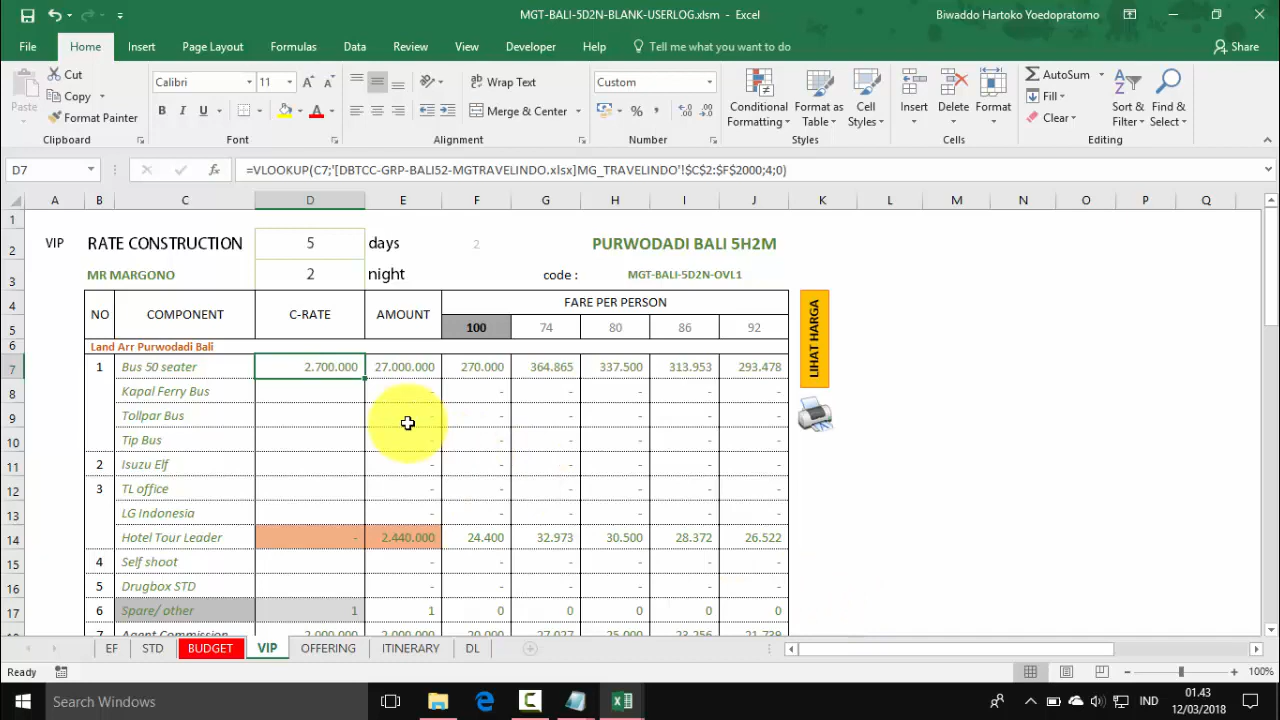 MGT-BALI-5D2N-BLANK-USERLOG.xlsm - Excel
Biwaddo Hartoko Yoedpratomo
File Home Insert Page Layout Formulas Data Review View Developer Help Tell me what you want to do Share
Paste Cut Copy Format Painter
Calibri 11
B I U A
Wrap Text
Merge & Center
Custom
%
Conditional Formatting Format as Table Cell Styles
Insert Delete Format
AutoSum Fill Clear
Sort & Filter Find & Select
Clipboard Font Alignment Number Styles Cells Editing
D7 fx =VLOOKUP(C7;'[DBTCC-GRP-BALI52-MGTRAVELINDO.xlsx]MG_TRAVELINDO'!$C$2:$F$2000;4;0)
A B C D E F G H I J K L M N O P Q
1
2 VIP RATE CONSTRUCTION 5 days 2 PURWODADI BALI 5H2M
3 MR MARGONO 2 night code : MGT-BALI-5D2N-OVL1
4 NO COMPONENT C-RATE AMOUNT FARE PER PERSON
5 100 74 80 86 92
6 Land Arr Purwodadi Bali
7 1 Bus 50 seater 2.700.000 27.000.000 270.000 364.865 337.500 313.953 293.478
8 Kapal Ferry Bus - - - - - -
9 Tollpar Bus - - - - - -
10 Tip Bus - - - - - -
11 2 Isuzu Elf - - - - - -
12 3 TL office - - - - - -
13 LG Indonesia - - - - - -
14 Hotel Tour Leader - 2.440.000 24.400 32.973 30.500 28.372 26.522
15 4 Self shoot - - - - - -
16 5 Drugbox STD - - - - - -
17 6 Spare/ other 1 1 0 0 0 0 0
7 Agent Commission 2.000.000 2.000.000 20.000 27.027 25.000 23.256 21.739
LIHAT HARGA
EF STD BUDGET VIP OFFERING ITINERARY DL
Ready
100%
Search Windows
IND
01.43
12/03/2018